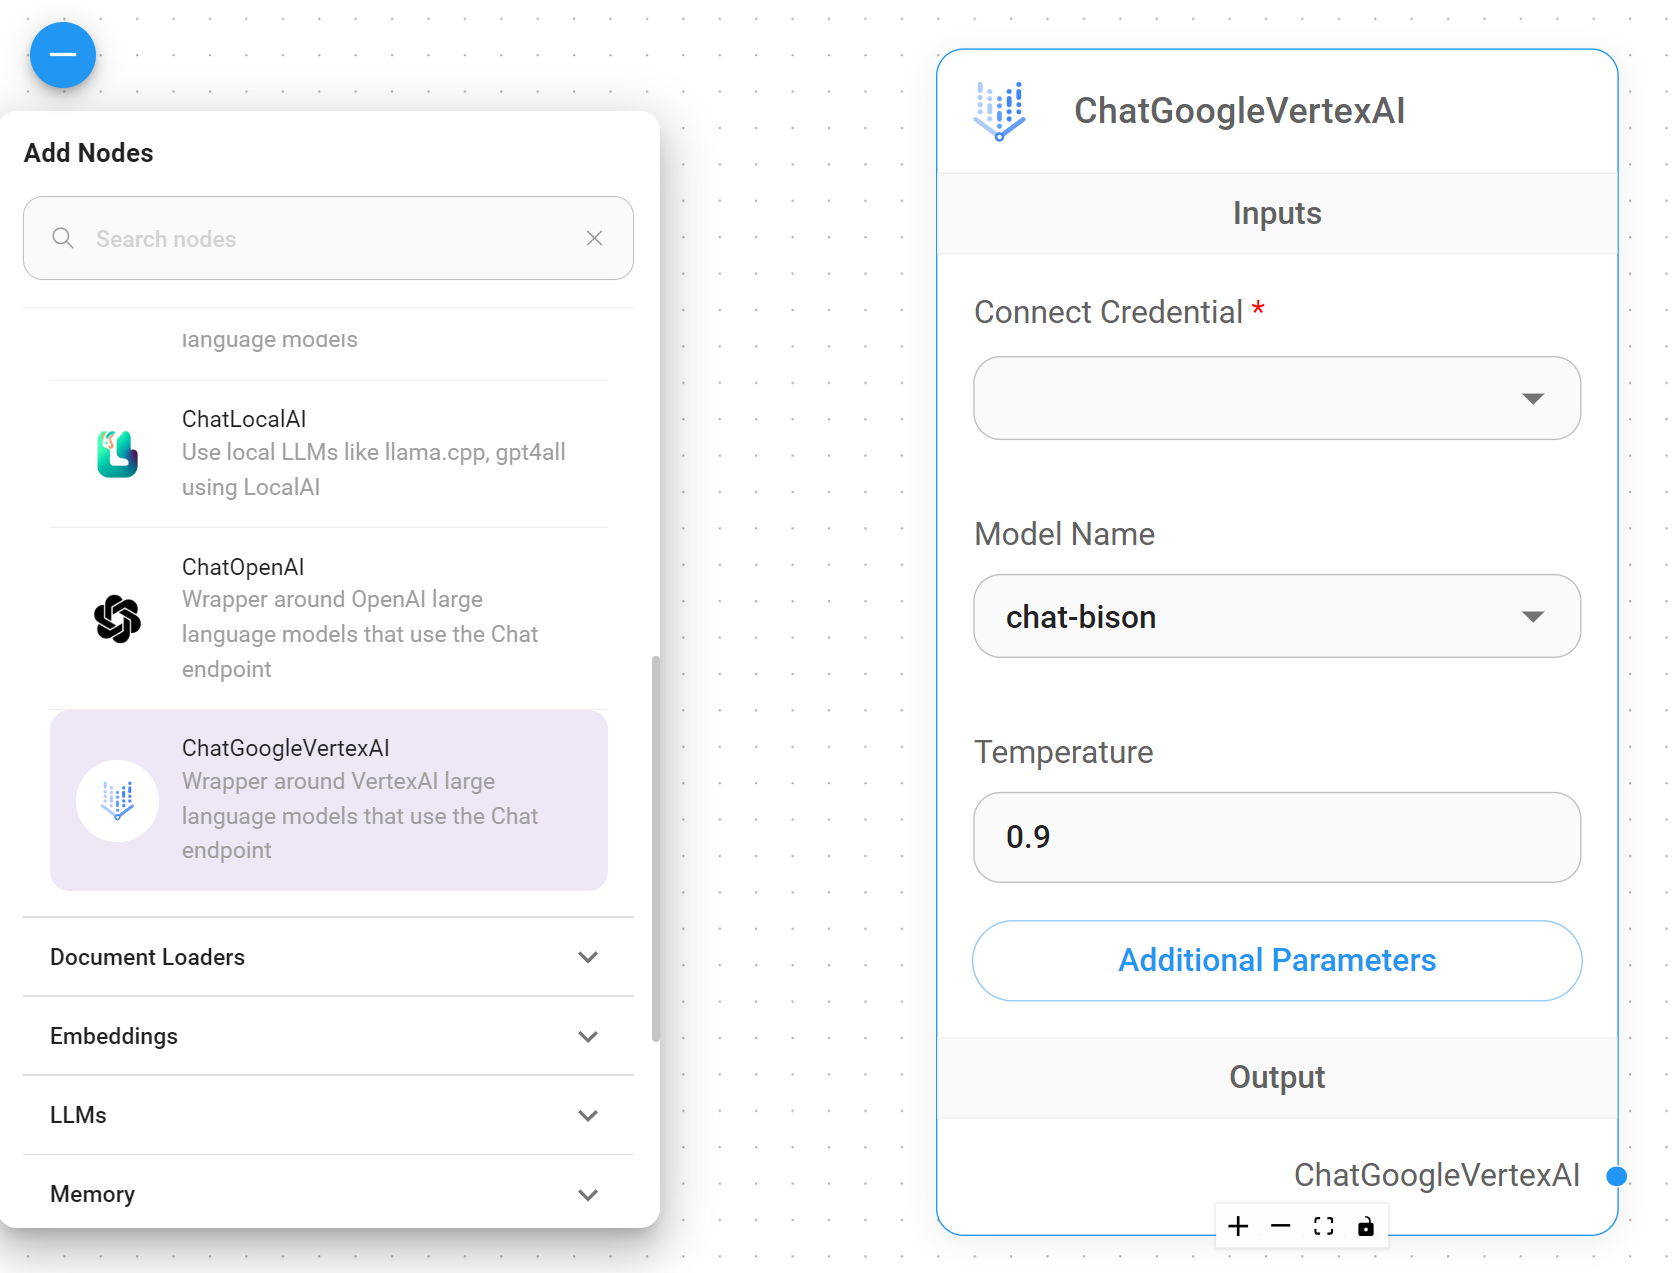 Add Nodes
Search nodes
language models
ChatLocalAI
Use local LLMs like llama.cpp, gpt4all
using LocalAI
ChatOpenAI
Wrapper around OpenAI large
language models that use the Chat
endpoint
ChatGoogleVertexAI
Wrapper around VertexAI large
language models that use the Chat
endpoint
Document Loaders
Embeddings
LLMs
Memory
ChatGoogleVertexAI
Inputs
Connect Credential *
Model Name
chat-bison
Temperature
0.9
Additional Parameters
Output
ChatGoogleVertexAI